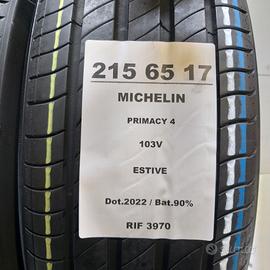 215 65 17
MICHELIN
PRIMACY 4
103V
ESTIVE
Dot.2022 / Bat.90%
RIF 3970